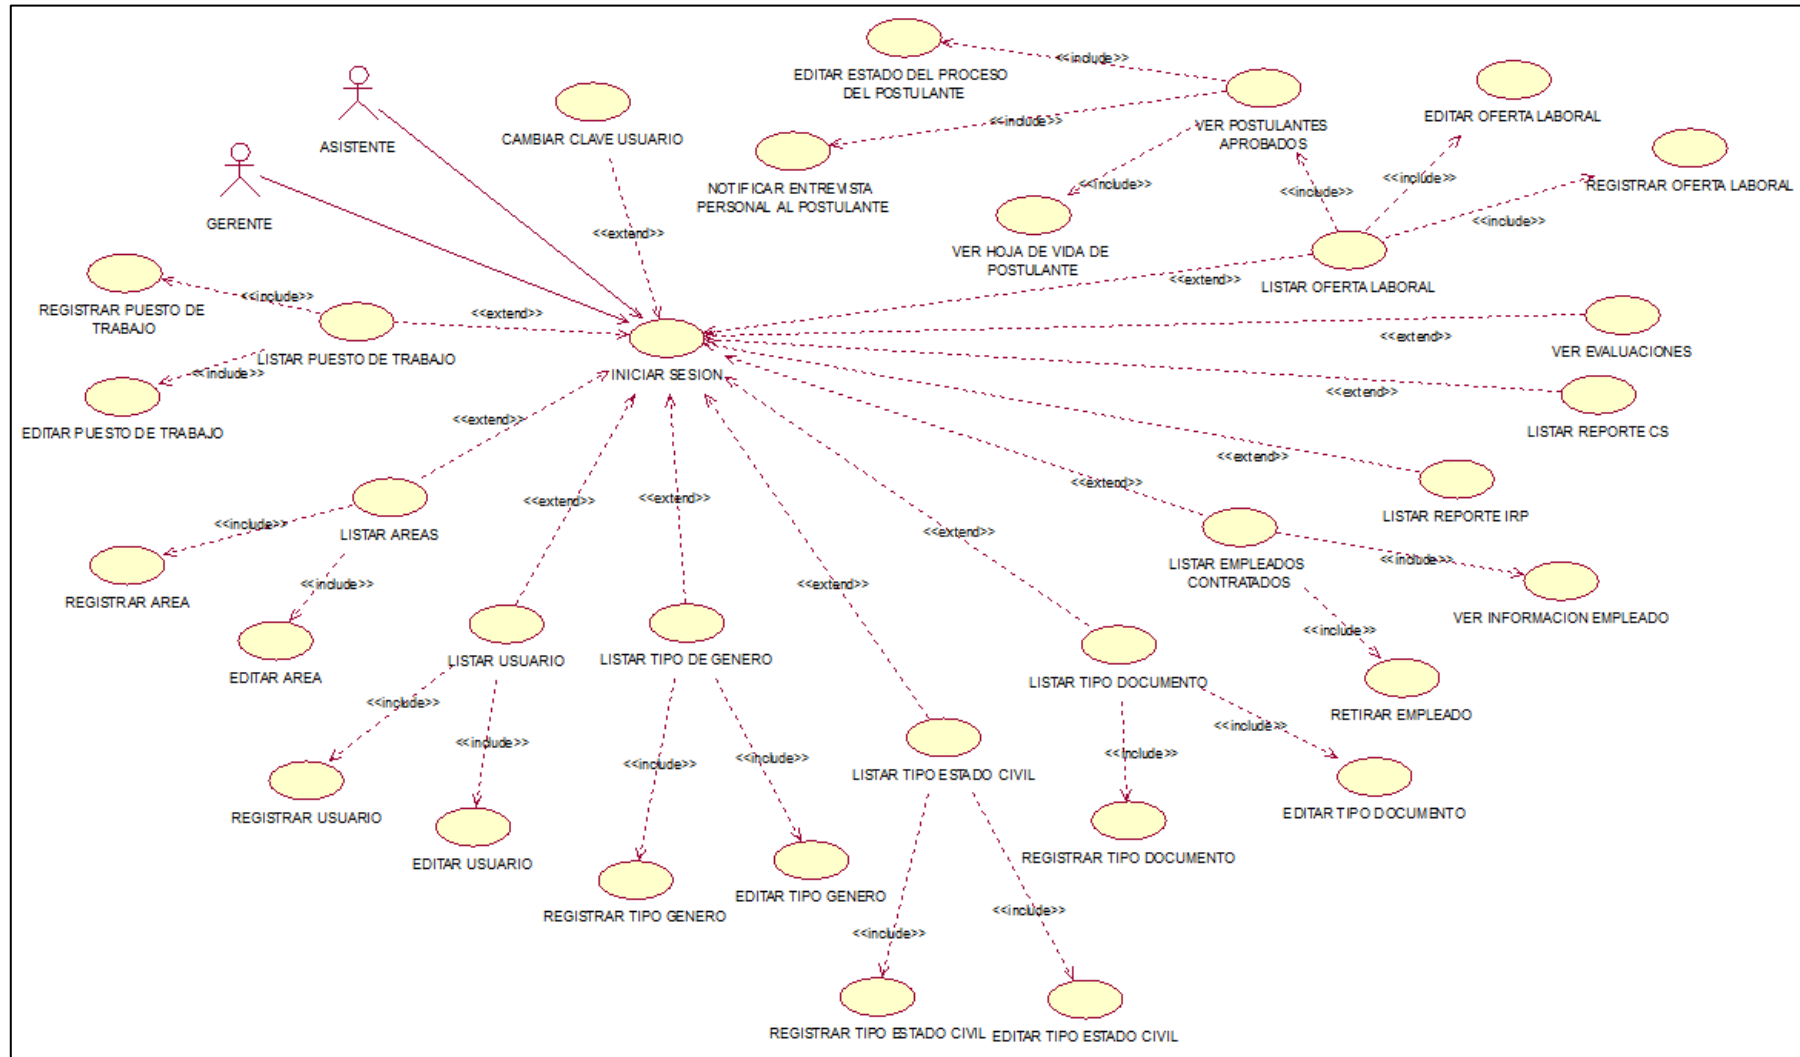 <<include>>
EDITAR ESTADO DEL PROCESO
DEL POSTULANTE
<<include>>
VER POSTULANTES
APROBADOS
EDITAR OFERTA LABORAL
ASISTENTE
CAMBIAR CLAVE USUARIO
NOTIFICAR ENTREVISTA
PERSONAL AL POSTULANTE
<<include>>
<<include>>
<<include>>
REGISTRAR OFERTA LABORAL
<<include>>
GERENTE
<<extend>>
VER HOJA DE VIDA DE
POSTULANTE
<<extend>>
LISTAR OFERTA LABORAL
<<include>>
REGISTRAR PUESTO DE
TRABAJO
<<extend>>
LISTAR PUESTO DE TRABAJO
<<include>>
<<extend>>
VER EVALUACIONES
INICIAR SESION
<<extend>>
EDITAR PUESTO DE TRABAJO
<<extend>>
LISTAR REPORTE CS
<<extend>>
<<extend>>
<<extend>>
<<extend>>
LISTAR REPORTE IRP
<<include>>
LISTAR AREAS
<<extend>>
LISTAR EMPLEADOS
CONTRATADOS
<<include>>
REGISTRAR AREA
<<include>>
<<extend>>
VER INFORMACION EMPLEADO
<<include>>
EDITAR AREA
LISTAR USUARIO
LISTAR TIPO DE GENERO
LISTAR TIPO DOCUMENTO
RETIRAR EMPLEADO
<<include>>
<<include>>
<<include>>
<<include>>
<<include>>
<<include>>
LISTAR TIPO ESTADO CIVIL
REGISTRAR USUARIO
EDITAR USUARIO
REGISTRAR TIPO DOCUMENTO
EDITAR TIPO DOCUMENTO
REGISTRAR TIPO GENERO
EDITAR TIPO GENERO
<<include>>
<<include>>
REGISTRAR TIPO ESTADO CIVIL
EDITAR TIPO ESTADO CIVIL